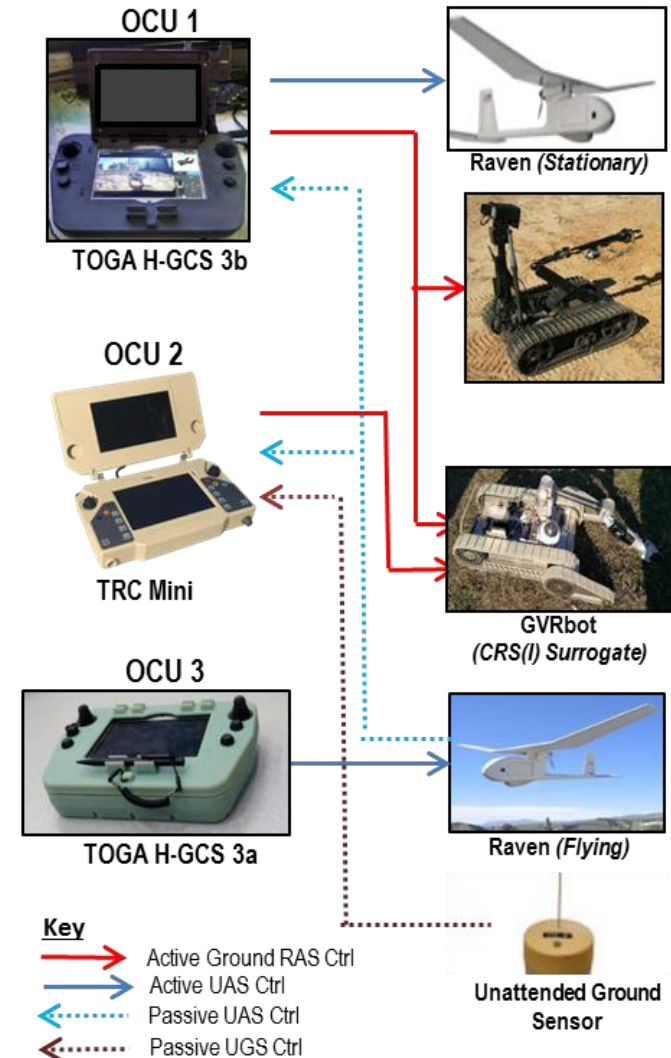 OCU 1
TOGA H-GCS 3b
Raven (Stationary)
OCU 2
TRC Mini
GVRbot
(CRS(I) Surrogate)
OCU 3
TOGA H-GCS 3a
Raven (Flying)
Key
Active Ground RAS Ctrl
Active UAS Ctrl
Passive UAS Ctrl
Passive UGS Ctrl
Unattended Ground
Sensor